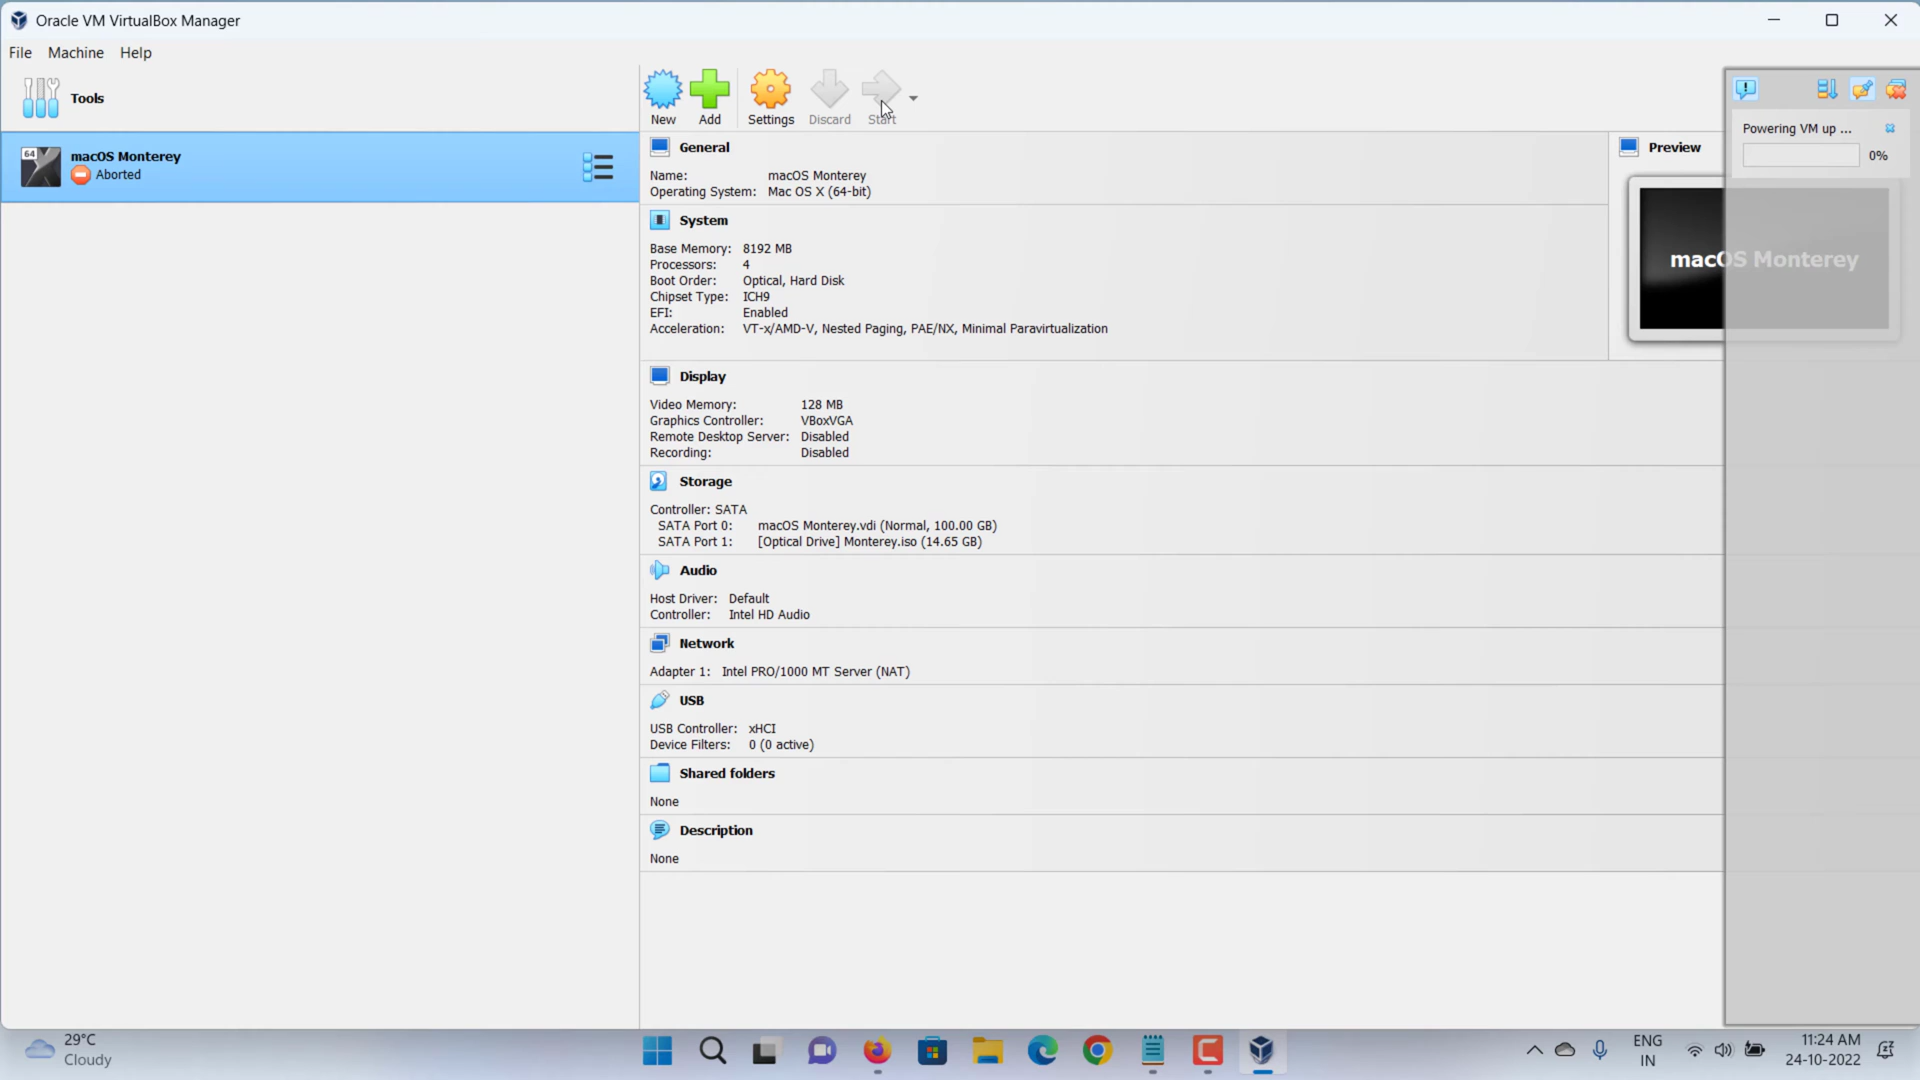 Oracle VM VirtualBox Manager
File Machine Help
Tools
New Add Settings Discard Start
64
macOS Monterey
Aborted
General
Name: macOS Monterey
Operating System: Mac OS X (64-bit)
System
Base Memory: 8192 MB
Processors: 4
Boot Order: Optical, Hard Disk
Chipset Type: ICH9
EFI: Enabled
Acceleration: VT-x/AMD-V, Nested Paging, PAE/NX, Minimal Paravirtualization
Preview
macOS Monterey
Powering VM up ...
0%
Display
Video Memory: 128 MB
Graphics Controller: VBoxVGA
Remote Desktop Server: Disabled
Recording: Disabled
Storage
Controller: SATA
SATA Port 0: macOS Monterey.vdi (Normal, 100.00 GB)
SATA Port 1: [Optical Drive] Monterey.iso (14.65 GB)
Audio
Host Driver: Default
Controller: Intel HD Audio
Network
Adapter 1: Intel PRO/1000 MT Server (NAT)
USB
USB Controller: xHCI
Device Filters: 0 (0 active)
Shared folders
None
Description
None
29°C
Cloudy
ENG
IN
11:24 AM
24-10-2022